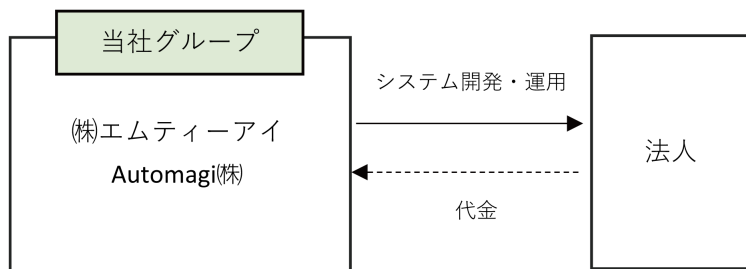 当社グループ
㈱エムティーアイ
Automagi㈱
システム開発・運用
代金
法人